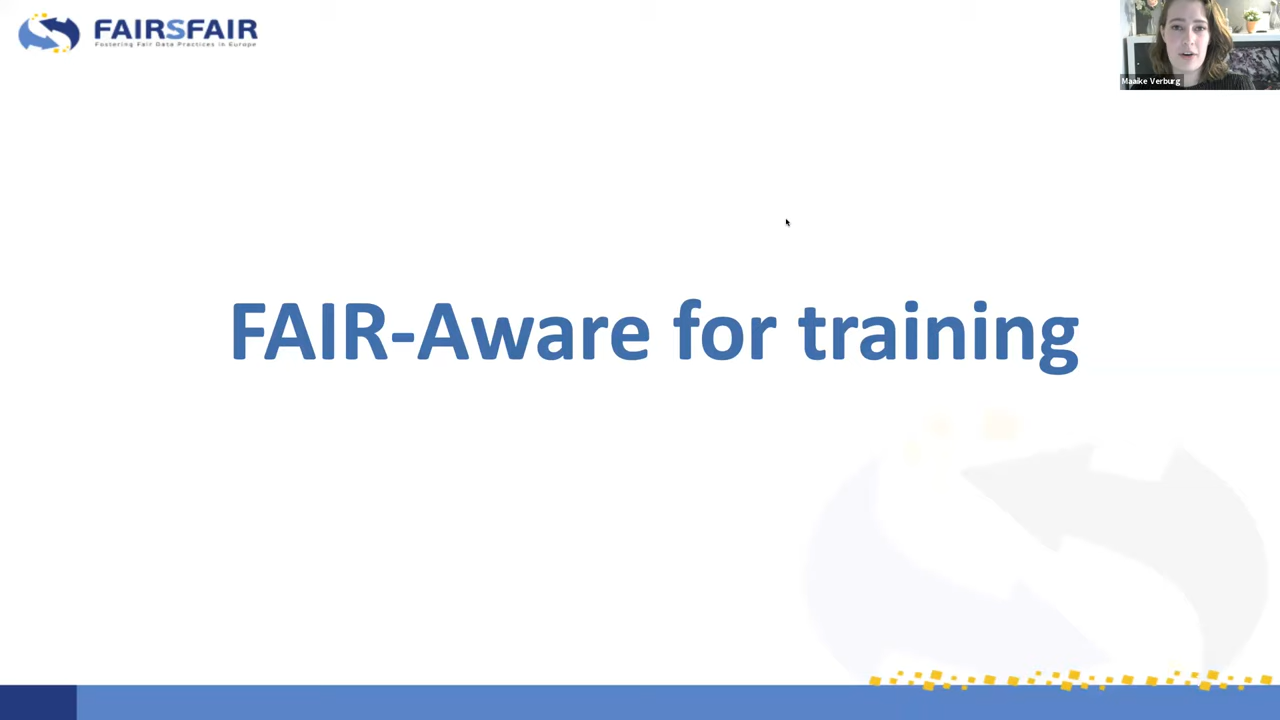 FAIRSFAIR
Fostering Fair Data Practices in Europe
Maaike Verburg
FAIR-Aware for training